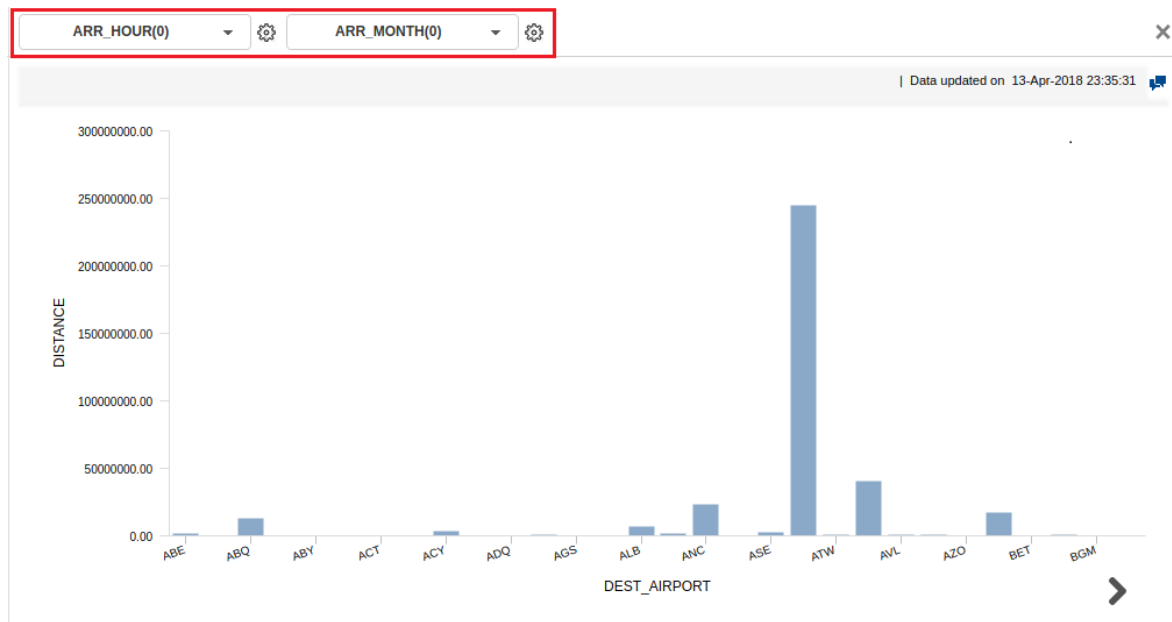 ARR_HOUR(0) ARR_MONTH(0)
| Data updated on 13-Apr-2018 23:35:31
300000000.00
250000000.00
200000000.00
150000000.00
100000000.00
50000000.00
0.00
DISTANCE
ABE ABQ ABY ACT ACY ADQ AGS ALB ANC ASE ATW AVL AZO BET BGM
DEST_AIRPORT